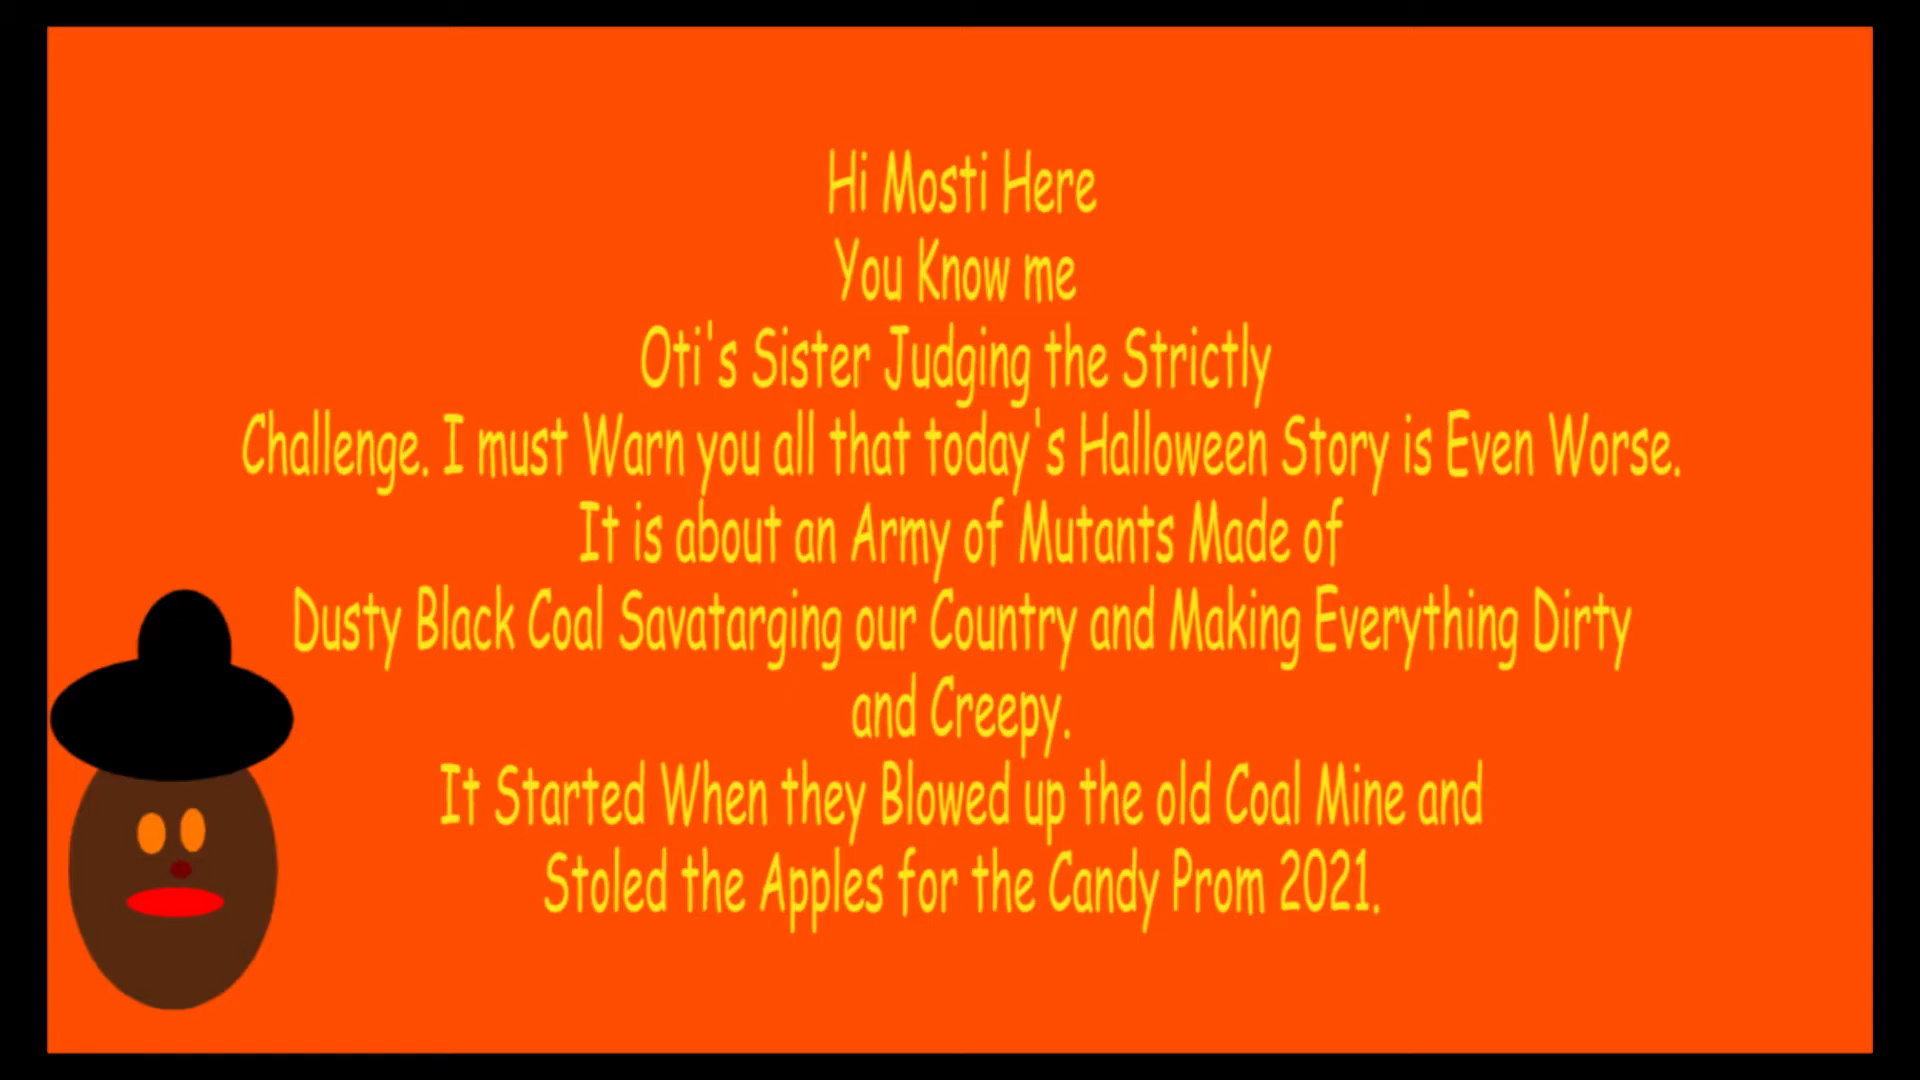 Hi Mosti Here
You Know me
Oti's Sister Judging the Strictly
Challenge. I must Warn you all that today's Halloween Story is Even Worse.
It is about an Army of Mutants Made of
Dusty Black Coal Savatarging our Country and Making Everything Dirty
and Creepy.
It Started When they Blowed up the old Coal Mine and
Stoled the Apples for the Candy Prom 2021.